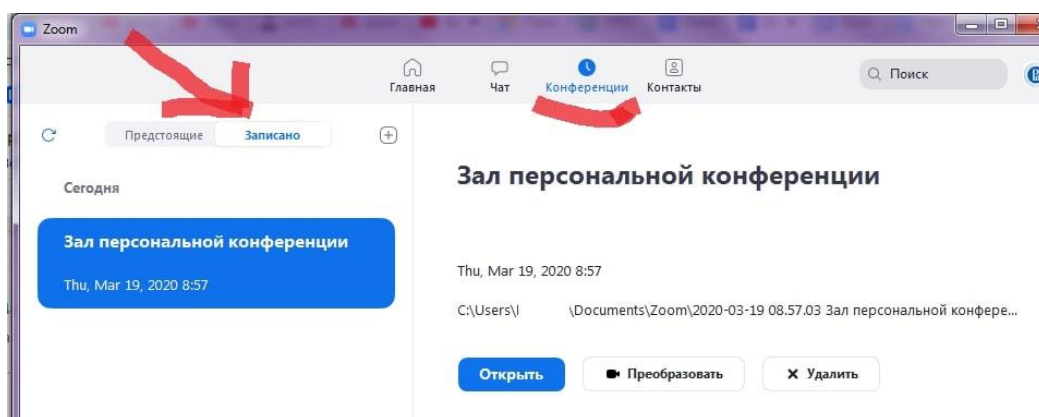 Zoom
Главная
Чат
Конференции
Контакты
Поиск
Предстоящие
Записано
Сегодня
Зал персональной конференции
Thu, Mar 19, 2020 8:57
Зал персональной конференции
Thu, Mar 19, 2020 8:57
C:\Users\I \Documents\Zoom\2020-03-19 08.57.03 Зал персональной конфере...
Открыть
Преобразовать
Удалить